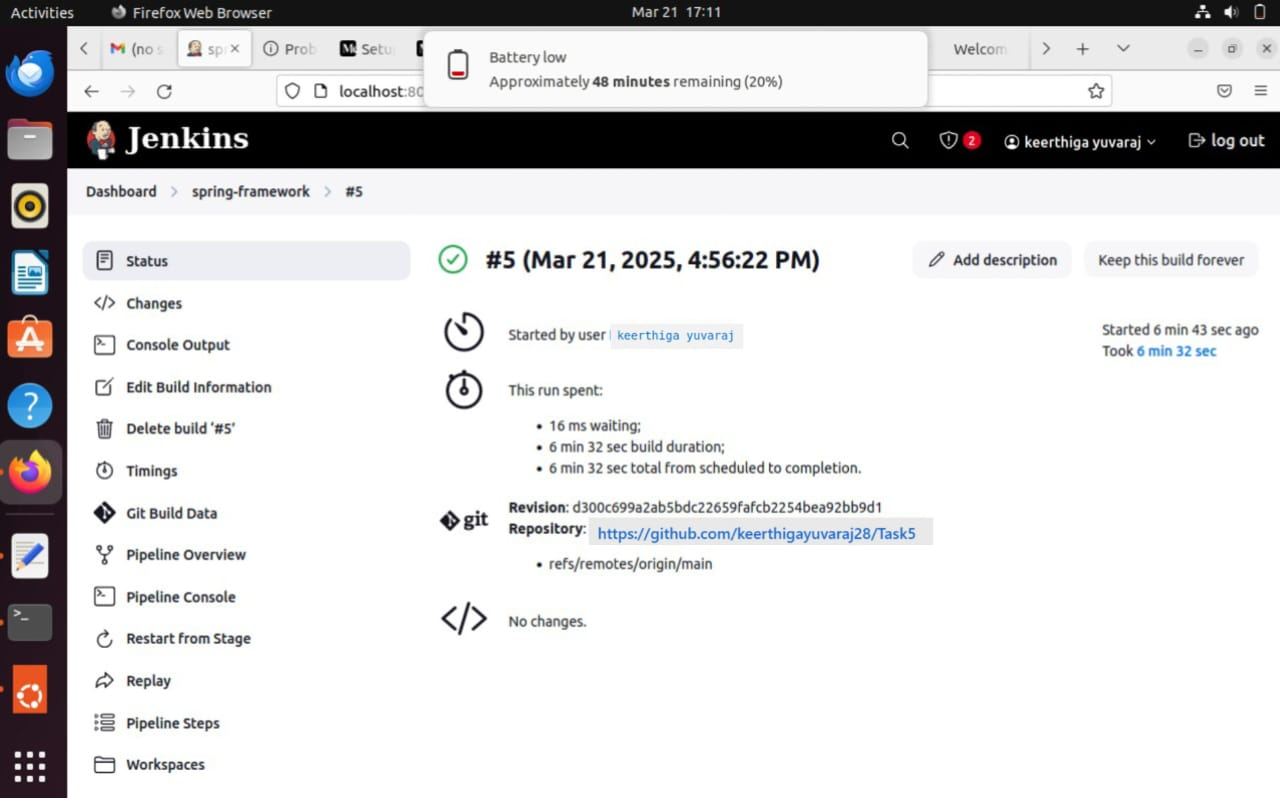 Activities Firefox Web Browser Mar 21 17:11
(no s spr Prob Setu Welcom
Battery low
Approximately 48 minutes remaining (20%)
localhost:80
Jenkins 2 keerthiga yuvaraj log out
Dashboard > spring-framework > #5
Status
Changes
Console Output
Edit Build Information
Delete build ‘#5’
Timings
Git Build Data
Pipeline Overview
Pipeline Console
Restart from Stage
Replay
Pipeline Steps
Workspaces
#5 (Mar 21, 2025, 4:56:22 PM)
Add description
Keep this build forever
Started by user keerthiga yuvaraj
Started 6 min 43 sec ago
Took 6 min 32 sec
This run spent:
• 16 ms waiting;
• 6 min 32 sec build duration;
• 6 min 32 sec total from scheduled to completion.
git
Revision: d300c699a2ab5bdc22659fafcb2254bea92bb9d1
Repository: https://github.com/keerthigayuvaraj28/Task5
• refs/remotes/origin/main
No changes.